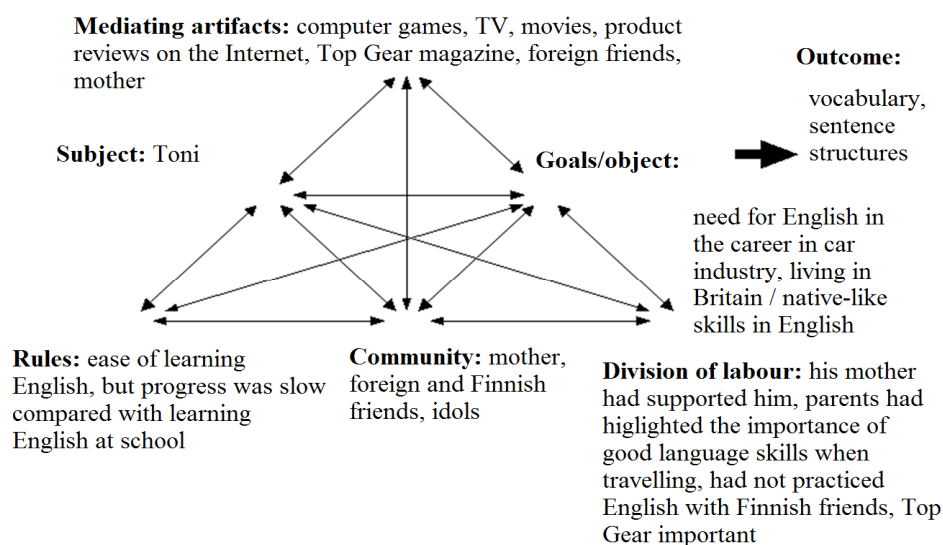 Mediating artifacts: computer games, TV, movies, product
reviews on the Internet, Top Gear magazine, foreign friends,
mother
Outcome:
vocabulary,
sentence
structures
Subject: Toni
Goals/object:
need for English in
the career in car
industry, living in
Britain / native-like
skills in English
Rules: ease of learning
English, but progress was slow
compared with learning
English at school
Community: mother,
foreign and Finnish
friends, idols
Division of labour: his mother
had supported him, parents had
higlighted the importance of
good language skills when
travelling, had not practiced
English with Finnish friends, Top
Gear important